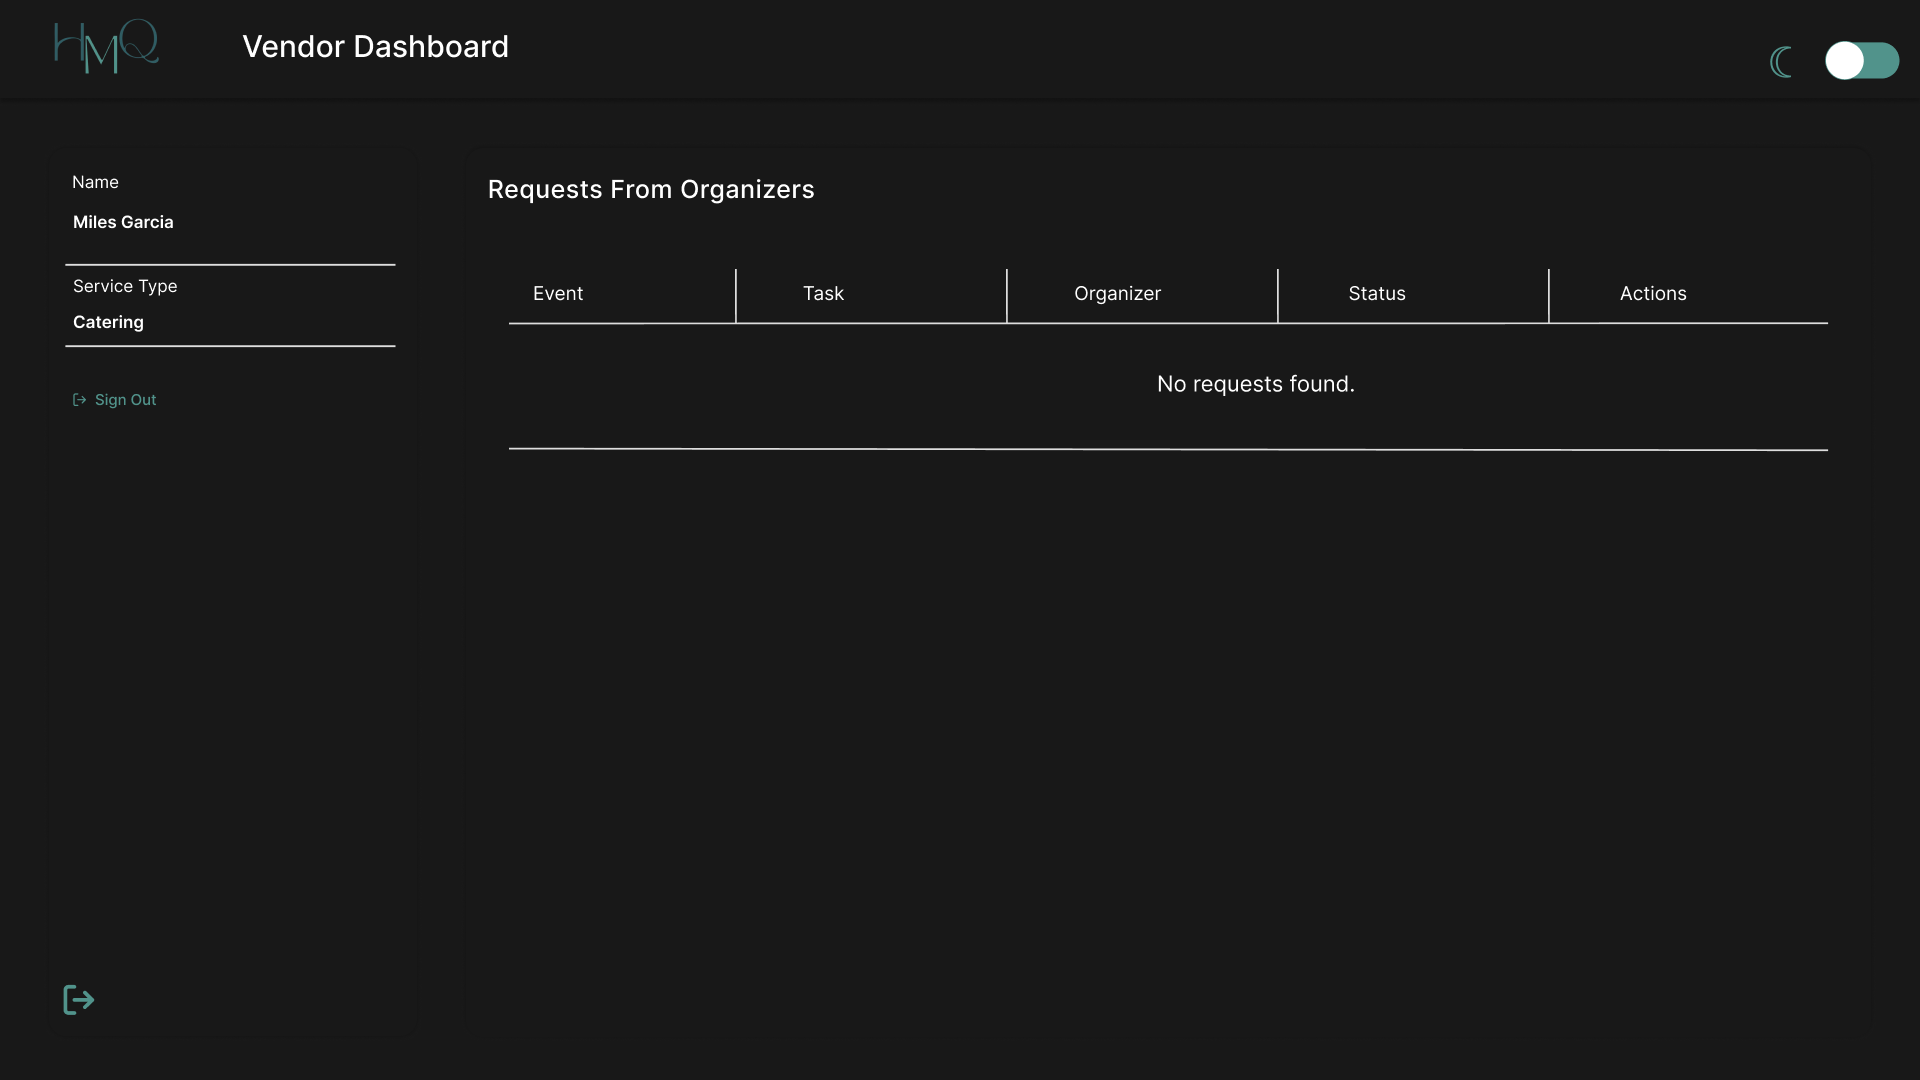 HMQ
Vendor Dashboard
Name
Miles Garcia
Service Type
Catering
Sign Out
Requests From Organizers
Event Task Organizer Status Actions
No requests found.